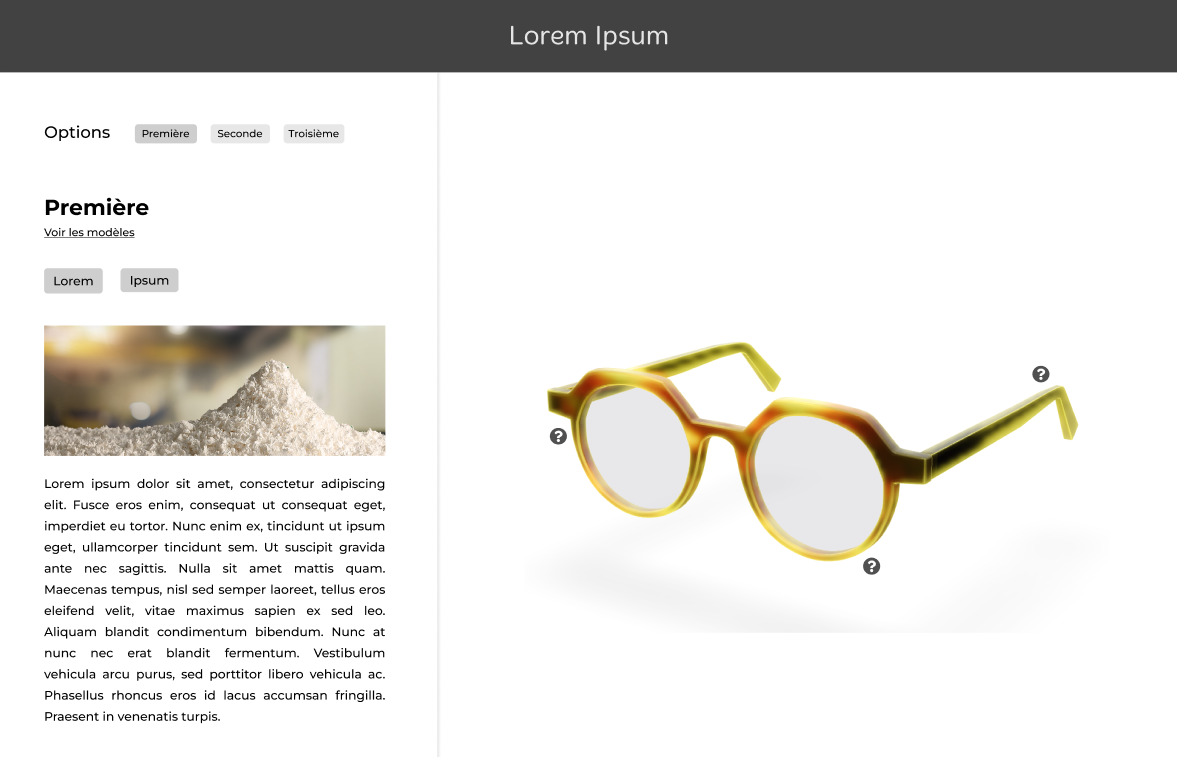 Lorem Ipsum
Options
Première
Seconde
Troisième
Première
Voir les modèles
Lorem
Ipsum
Lorem ipsum dolor sit amet, consectetur adipiscing
elit. Fusce eros enim, consequat ut consequat eget,
imperdiet eu tortor. Nunc enim ex, tincidunt ut ipsum
eget, ullamcorper tincidunt sem. Ut suscipit gravida
ante nec sagittis. Nulla sit amet mattis quam.
Maecenas tempus, nisl sed semper laoreet, tellus eros
eleifend velit, vitae maximus sapien ex sed leo.
Aliquam blandit condimentum bibendum. Nunc at
nunc nec erat blandit fermentum. Vestibulum
vehicula arcu purus, sed porttitor libero vehicula ac.
Phasellus rhoncus eros id lacus accumsan fringilla.
Praesent in venenatis turpis.
?
?
?